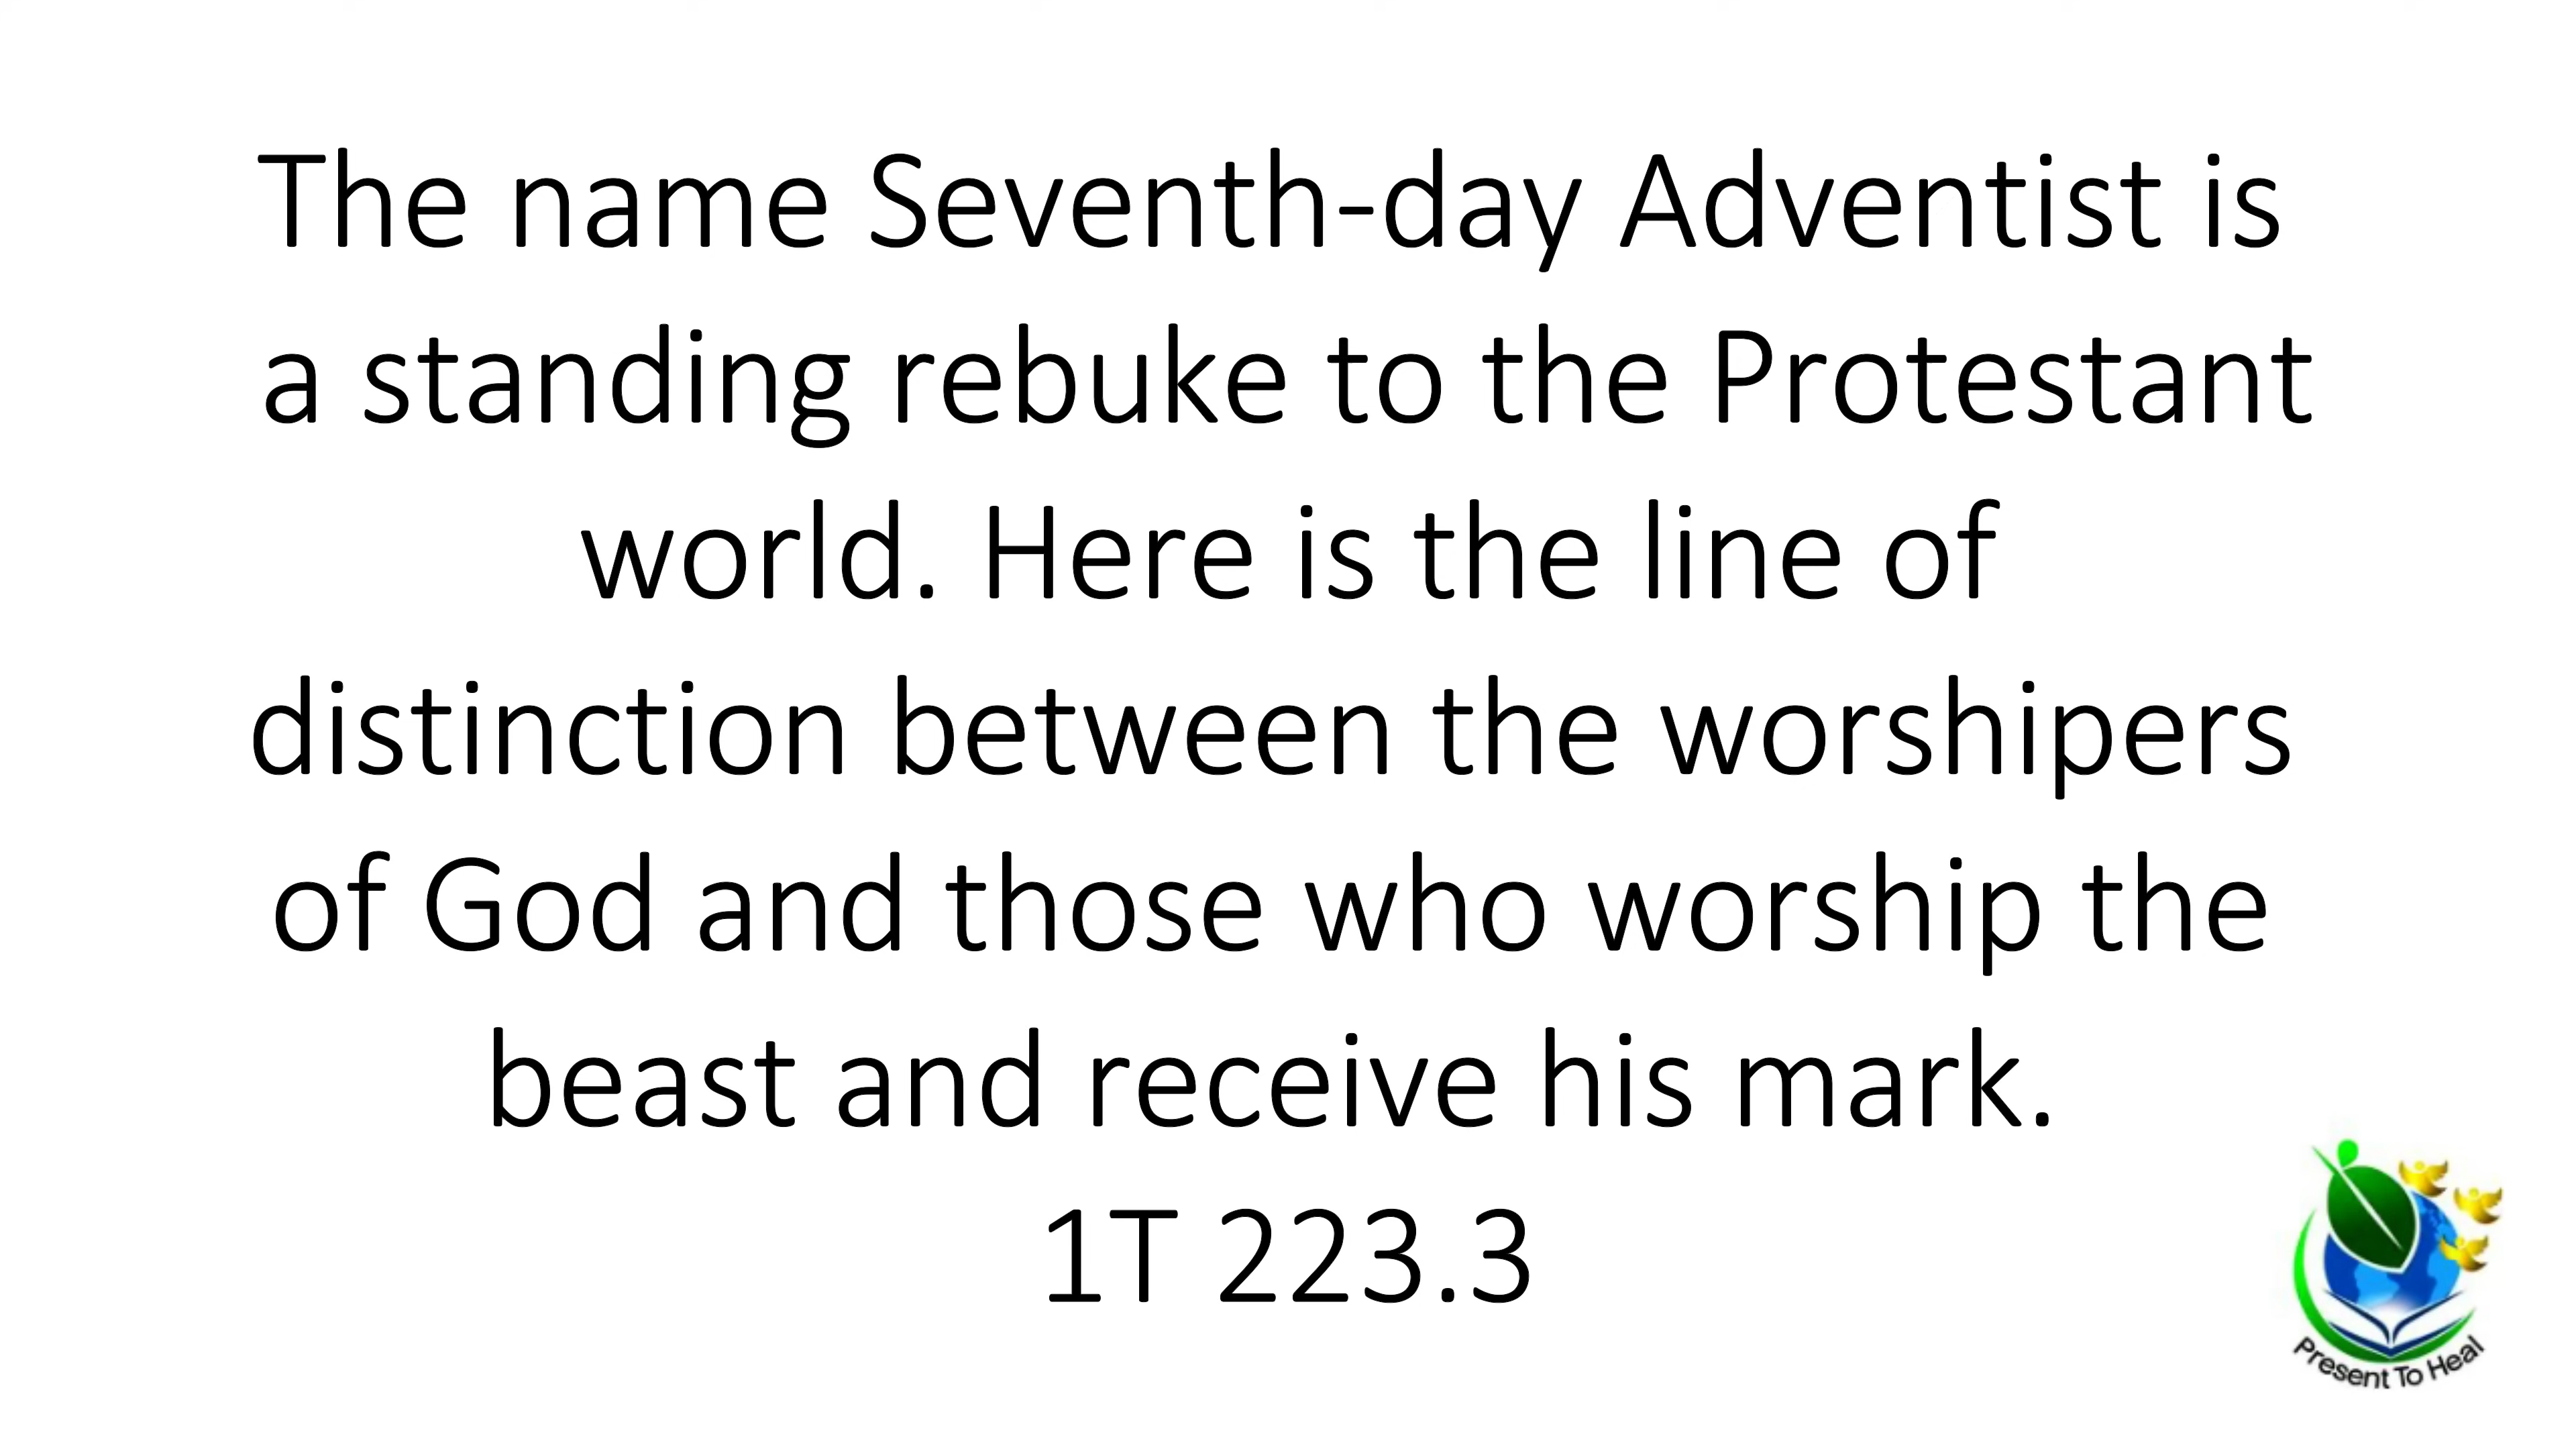 The name Seventh-day Adventist is
a standing rebuke to the Protestant
world. Here is the line of
distinction between the worshipers
of God and those who worship the
beast and receive his mark.
1T 223.3
Present To Heal